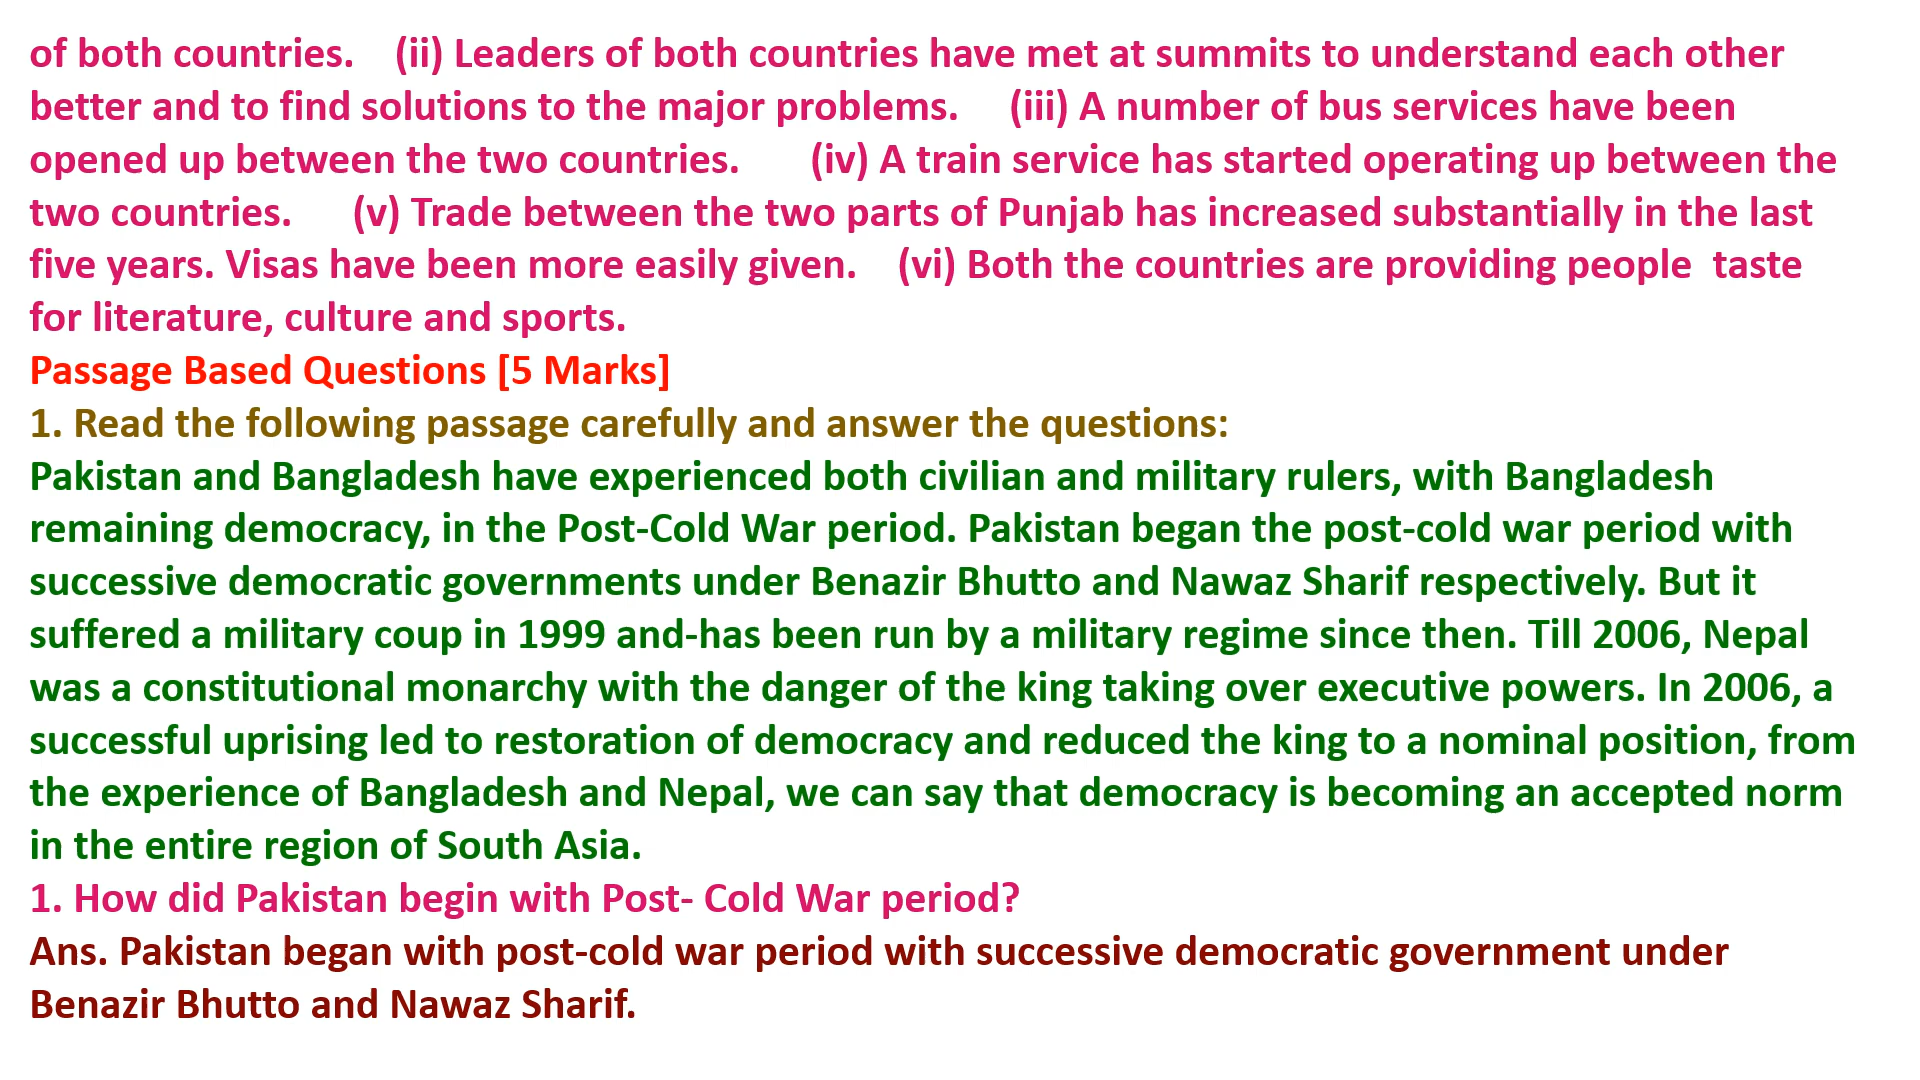 of both countries. (ii) Leaders of both countries have met at summits to understand each other
better and to find solutions to the major problems. (iii) A number of bus services have been
opened up between the two countries. (iv) A train service has started operating up between the
two countries. (v) Trade between the two parts of Punjab has increased substantially in the last
five years. Visas have been more easily given. (vi) Both the countries are providing people taste
for literature, culture and sports.
Passage Based Questions [5 Marks]
1. Read the following passage carefully and answer the questions:
Pakistan and Bangladesh have experienced both civilian and military rulers, with Bangladesh
remaining democracy, in the Post-Cold War period. Pakistan began the post-cold war period with
successive democratic governments under Benazir Bhutto and Nawaz Sharif respectively. But it
suffered a military coup in 1999 and-has been run by a military regime since then. Till 2006, Nepal
was a constitutional monarchy with the danger of the king taking over executive powers. In 2006, a
successful uprising led to restoration of democracy and reduced the king to a nominal position, from
the experience of Bangladesh and Nepal, we can say that democracy is becoming an accepted norm
in the entire region of South Asia.
1. How did Pakistan begin with Post- Cold War period?
Ans. Pakistan began with post-cold war period with successive democratic government under
Benazir Bhutto and Nawaz Sharif.